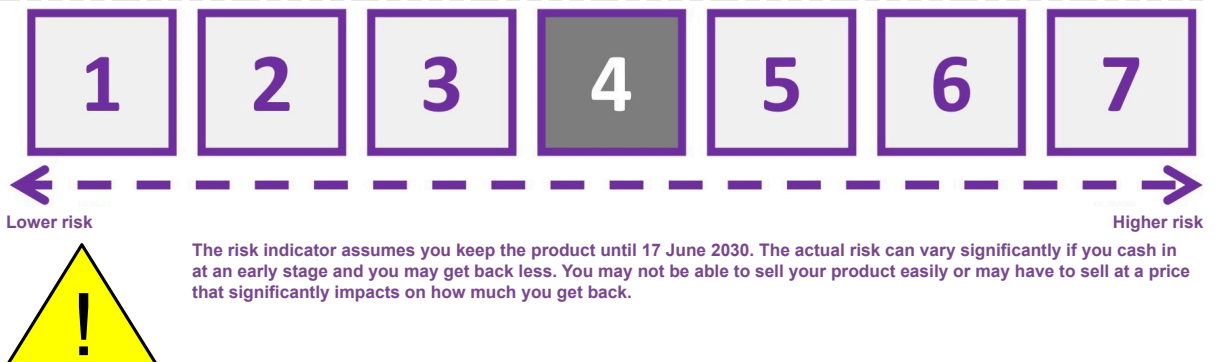 1 2 3 4 5 6 7
Lower risk Higher risk
The risk indicator assumes you keep the product until 17 June 2030. The actual risk can vary significantly if you cash in
at an early stage and you may get back less. You may not be able to sell your product easily or may have to sell at a price
that significantly impacts on how much you get back.
!